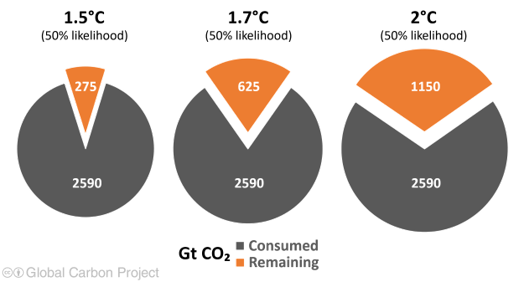 1.5°C
(50% likelihood)
275
2590
1.7°C
(50% likelihood)
625
2590
2°C
(50% likelihood)
1150
2590
Gt CO₂
Consumed
Remaining
Global Carbon Project